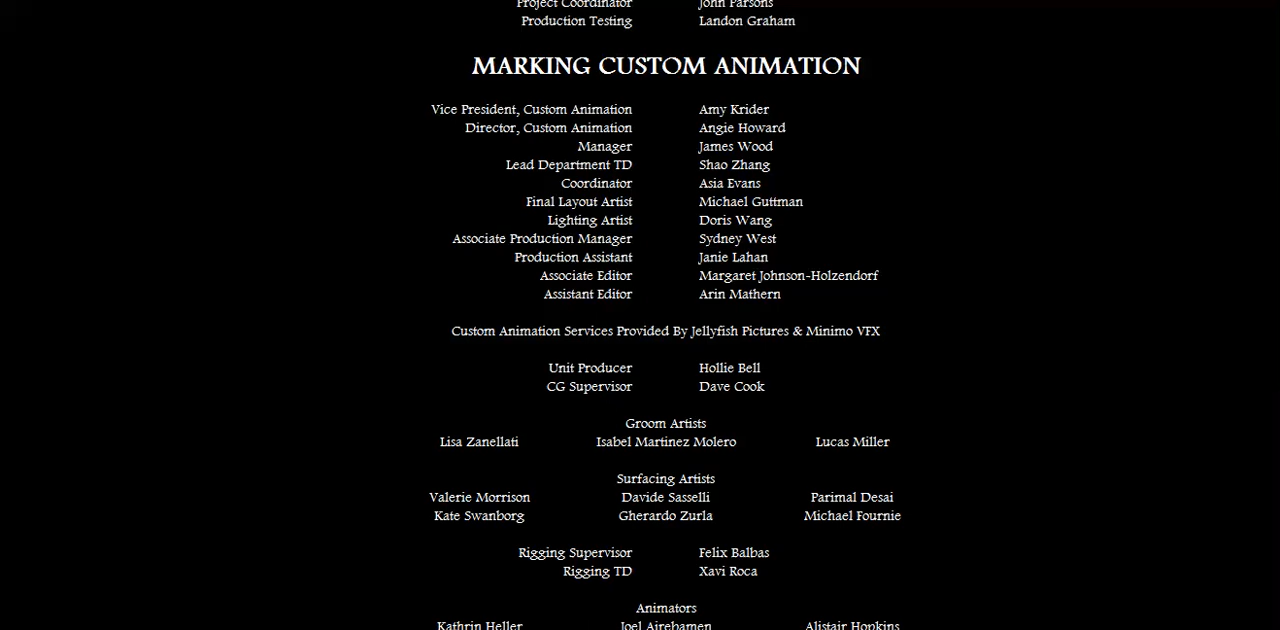 Project Coordinator John Parsons
Production Testing Landon Graham
MARKING CUSTOM ANIMATION
Vice President, Custom Animation Amy Krider
Director, Custom Animation Angie Howard
Manager James Wood
Lead Department TD Shao Zhang
Coordinator Asia Evans
Final Layout Artist Michael Guttman
Lighting Artist Doris Wang
Associate Production Manager Sydney West
Production Assistant Janie Lahan
Associate Editor Margaret Johnson-Holzendorf
Assistant Editor Arin Mathern
Custom Animation Services Provided By Jellyfish Pictures & Minimo VFX
Unit Producer Hollie Bell
CG Supervisor Dave Cook
Groom Artists
Lisa Zanellati Isabel Martinez Molero Lucas Miller
Surfacing Artists
Valerie Morrison Davide Sasselli Parimal Desai
Kate Swanborg Gherardo Zurla Michael Fournie
Rigging Supervisor Felix Balbas
Rigging TD Xavi Roca
Animators
Kathrin Heller Joel Airehamen Alistair Hopkins